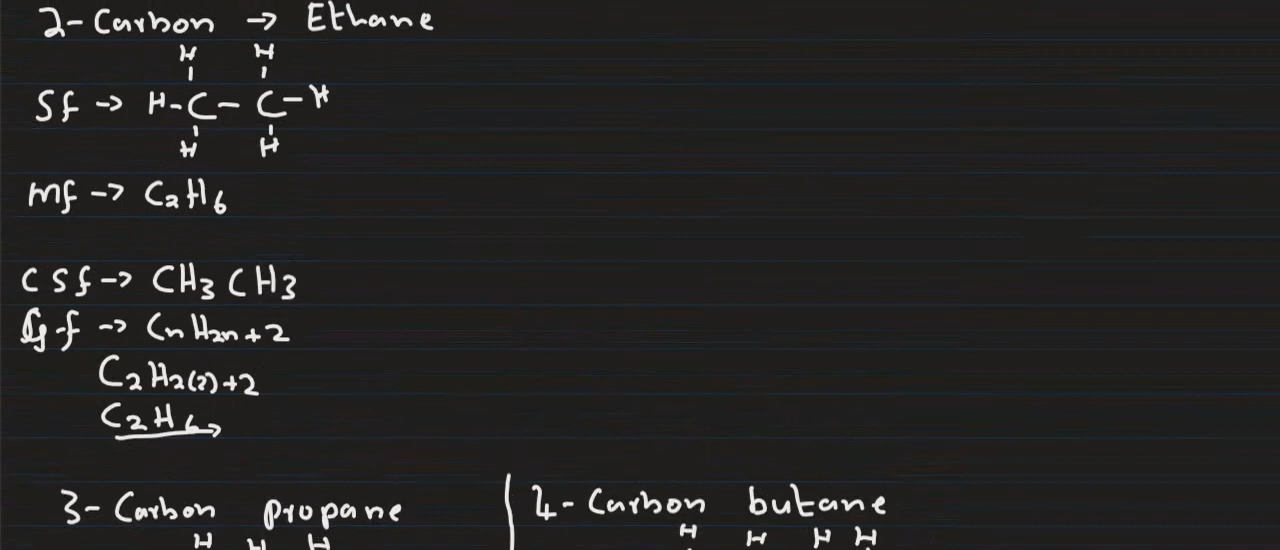 2-Carbon → Ethane
H H
Sf → H-C-C-H
H H
mf → C₂H₆
CSf → CH₃CH₃
G.f → CnH₂n+2
C₂H₂(2)+2
C₂H₆
3-Carbon propane
H H H
4-Carbon butane
H H H H